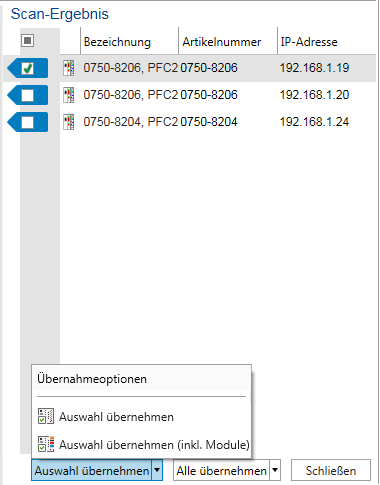 Scan-Ergebnis
Bezeichnung Artikelnummer IP-Adresse
0750-8206, PFC2 0750-8206 192.168.1.19
0750-8206, PFC2 0750-8206 192.168.1.20
0750-8204, PFC2 0750-8204 192.168.1.24
Übernahmeoptionen
Auswahl übernehmen
Auswahl übernehmen (inkl. Module)
Auswahl übernehmen Alle übernehmen Schließen